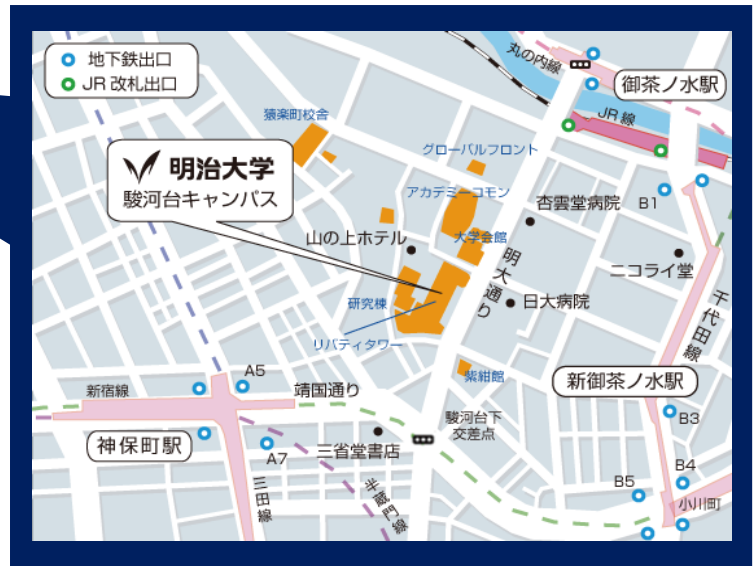 地下鉄出口
JR改札出口
丸の内線
御茶ノ水駅
JR線
猿楽町校舎
グローバルフロント
明治大学
駿河台キャンパス
アカデミーコモン
杏雲堂病院
B1
山の上ホテル
大学会館
明大通り
ニコライ堂
研究棟
日大病院
千代田線
リバティタワー
A5
新宿線
靖国通り
紫紺館
新御茶ノ水駅
駿河台下
交差点
B3
神保町駅
A7
三省堂書店
B4
三田線
半蔵門線
B5
小川町